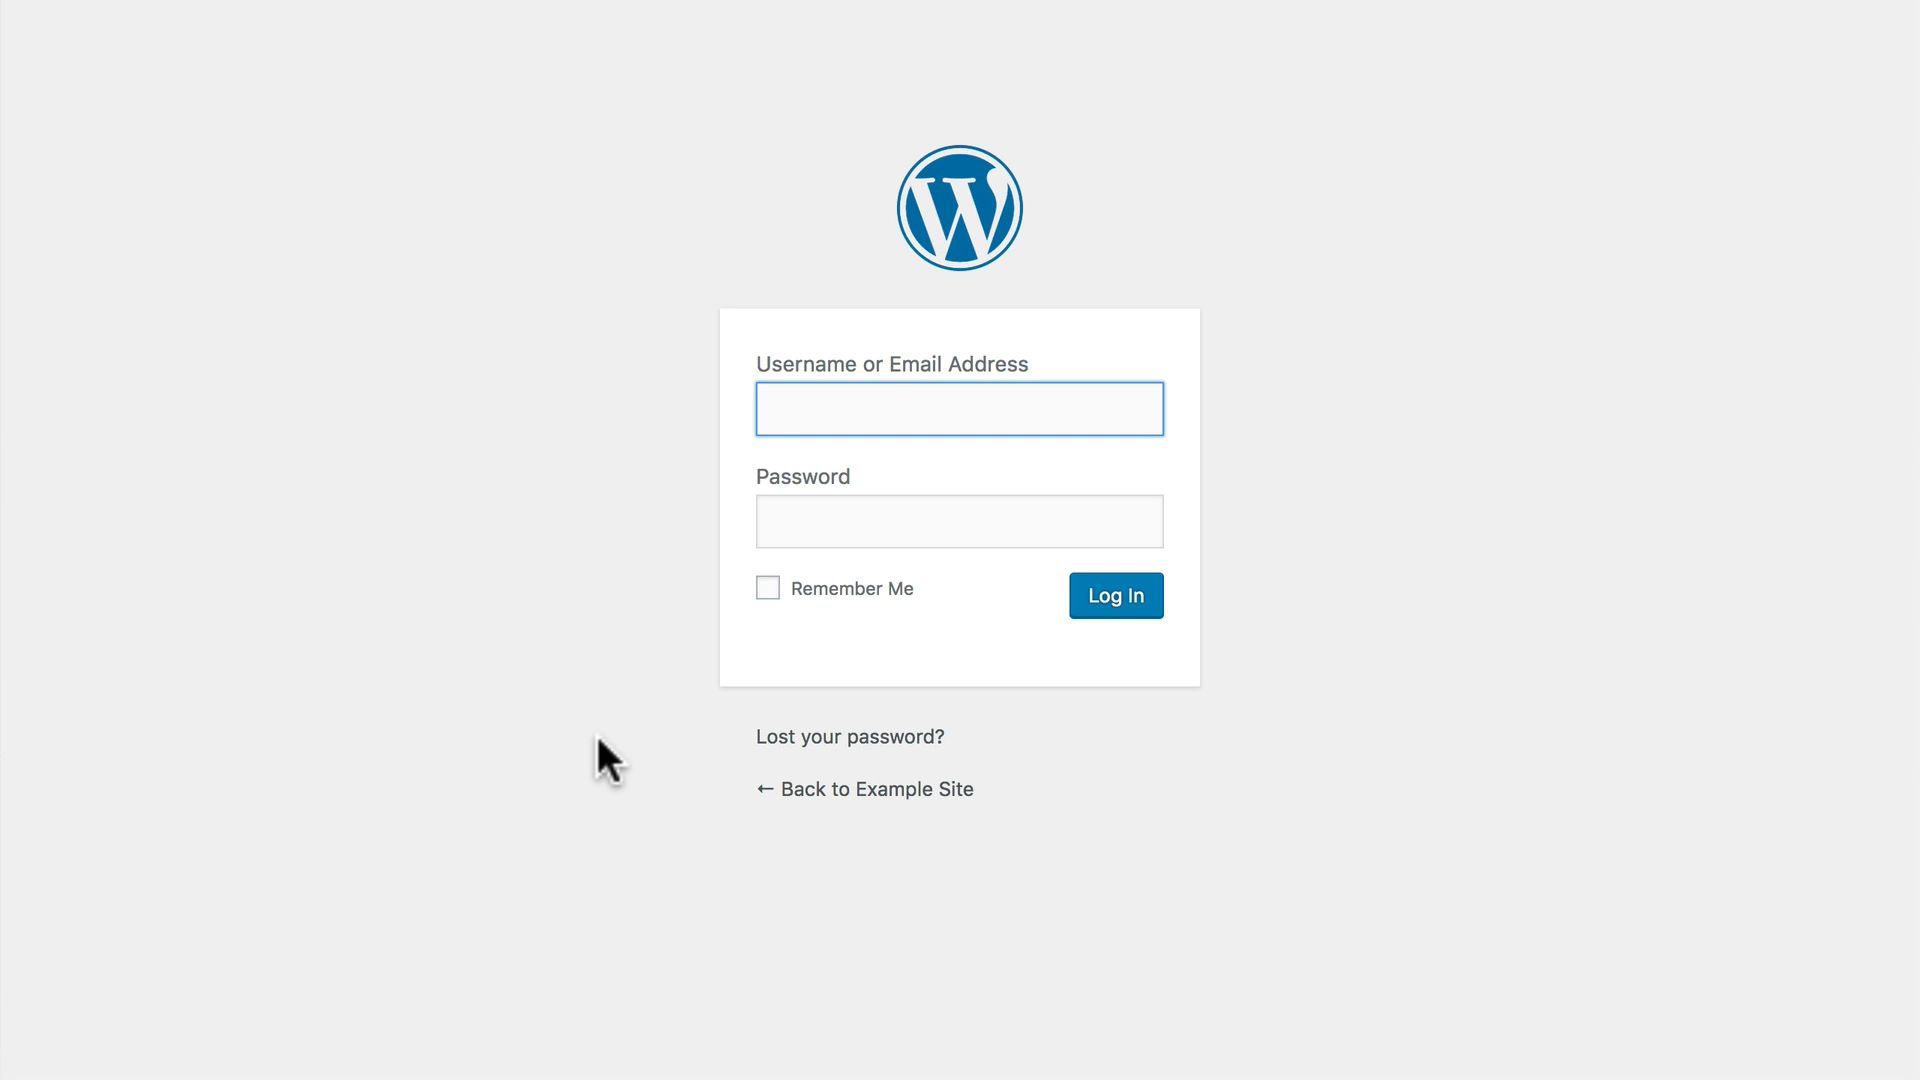 Username or Email Address
Password
Remember Me
Log In
Lost your password?
← Back to Example Site